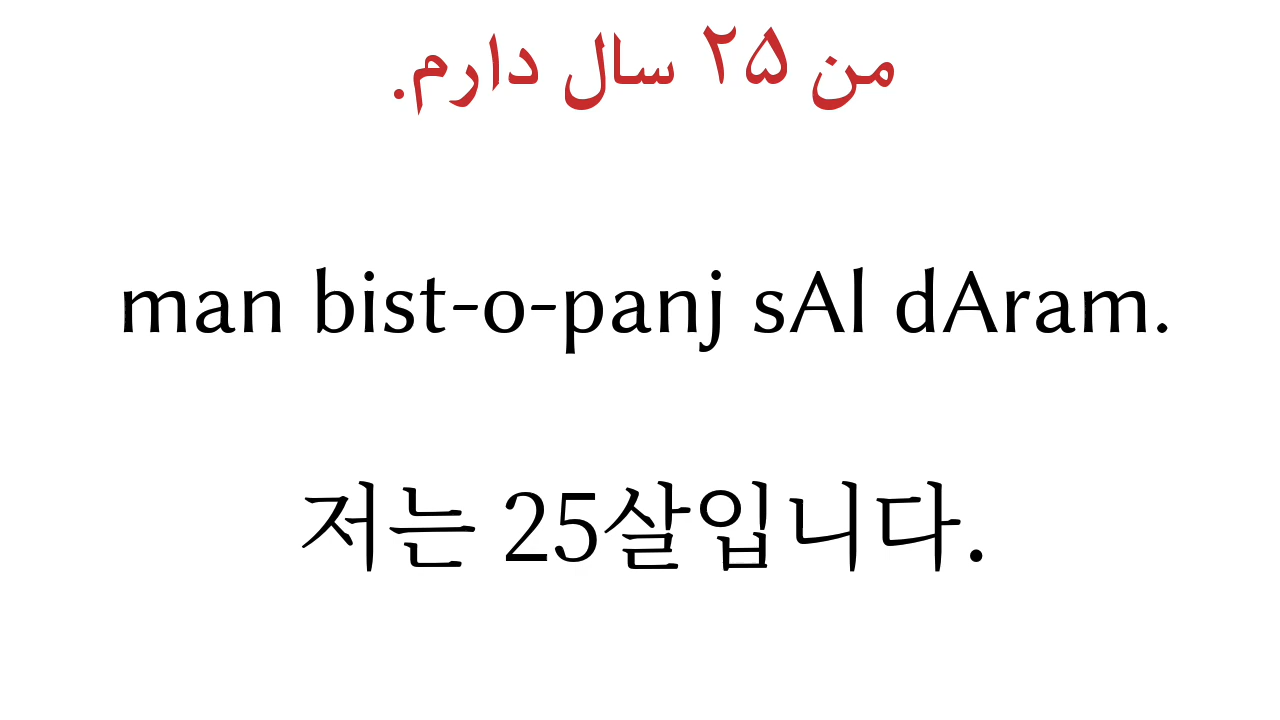 من ۲۵ سال دارم.
man bist-o-panj sAl dAram.
저는 25살입니다.